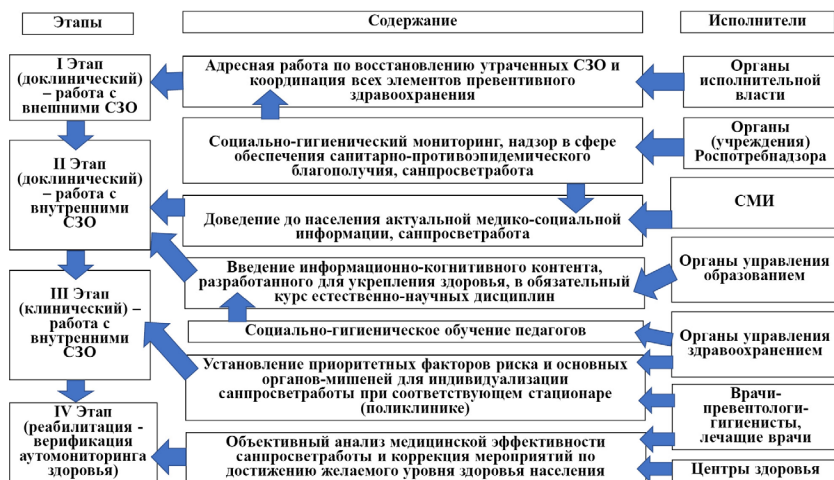 Этапы
Содержание
Исполнители
I Этап
(доклинический)
– работа с
внешними СЗО
II Этап
(доклинический)
– работа с
внутренними
СЗО
III Этап
(клинический) –
работа с
внутренними
СЗО
IV Этап
(реабилитация -
верификация
аутомониторинга
здоровья)
Адресная работа по восстановлению утраченных СЗО и
координация всех элементов превентивного
здравоохранения
Социально-гигиенический мониторинг, надзор в сфере
обеспечения санитарно-противоэпидемического
благополучия, санпросветработа
Доведение до населения актуальной медико-социальной
информации, санпросветработа
Введение информационно-когнитивного контента,
разработанного для укрепления здоровья, в обязательный
курс естественно-научных дисциплин
Социально-гигиеническое обучение педагогов
Установление приоритетных факторов риска и основных
органов-мишеней для индивидуализации
санпросветработы при соответствующем стационаре
(поликлинике)
Объективный анализ медицинской эффективности
санпросветработы и коррекция мероприятий по
достижению желаемого уровня здоровья населения
Органы
исполнительной
власти
Органы
(учреждения)
Роспотребнадзора
СМИ
Органы управления
образованием
Органы управления
здравоохранением
Врачи-
превентологи-
гигиенисты,
лечащие врачи
Центры здоровья